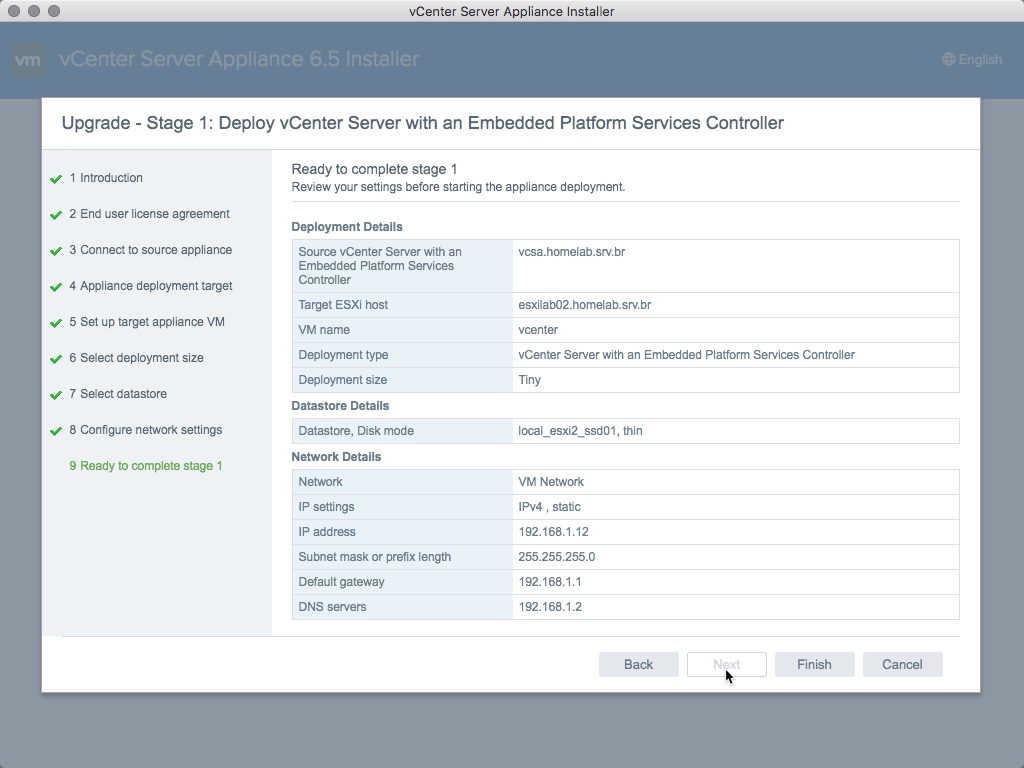 vCenter Server Appliance Installer
vm vCenter Server Appliance 6.5 Installer
English
Upgrade - Stage 1: Deploy vCenter Server with an Embedded Platform Services Controller
1 Introduction
2 End user license agreement
3 Connect to source appliance
4 Appliance deployment target
5 Set up target appliance VM
6 Select deployment size
7 Select datastore
8 Configure network settings
9 Ready to complete stage 1
Ready to complete stage 1
Review your settings before starting the appliance deployment.
Deployment Details
Source vCenter Server with an vcsa.homelab.srv.br
Embedded Platform Services
Controller
Target ESXi host esxilab02.homelab.srv.br
VM name vcenter
Deployment type vCenter Server with an Embedded Platform Services Controller
Deployment size Tiny
Datastore Details
Datastore, Disk mode local_esxi2_ssd01, thin
Network Details
Network VM Network
IP settings IPv4 , static
IP address 192.168.1.12
Subnet mask or prefix length 255.255.255.0
Default gateway 192.168.1.1
DNS servers 192.168.1.2
Back Next Finish Cancel